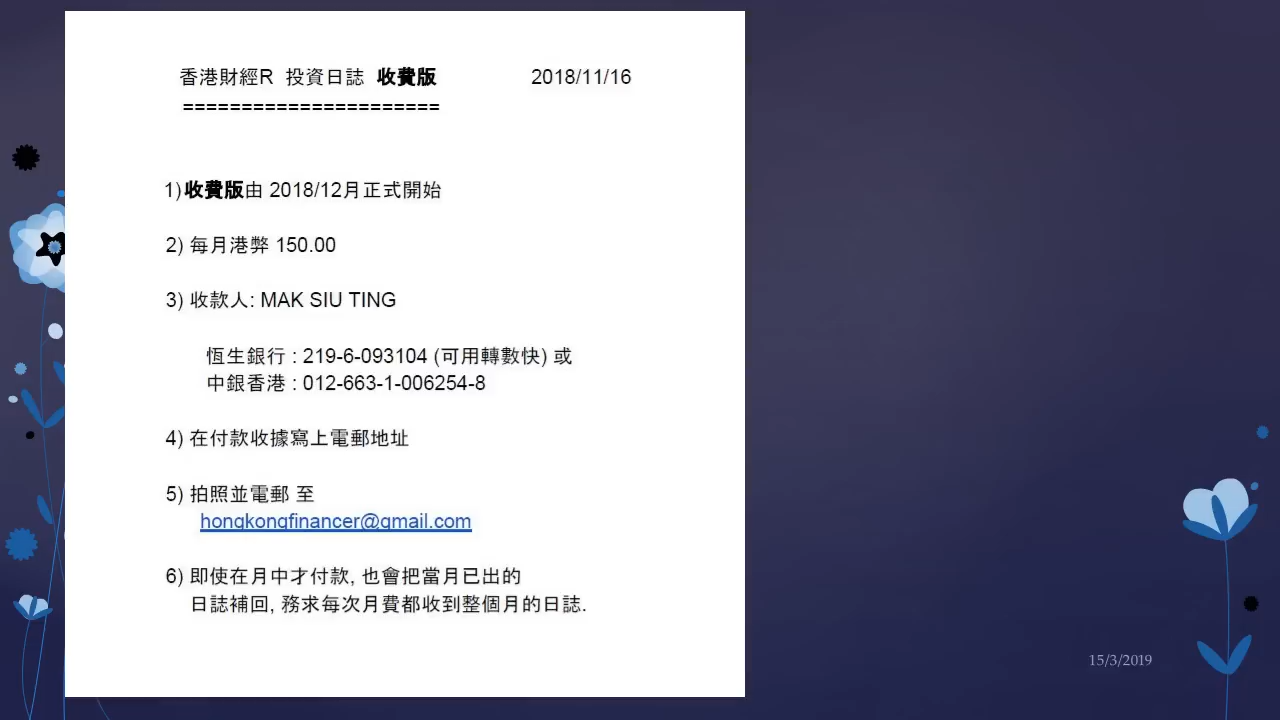 香港財經R 投資日誌 收費版 2018/11/16
======================
1)收費版由 2018/12月正式開始
2) 每月港弊 150.00
3) 收款人: MAK SIU TING
恆生銀行 : 219-6-093104 (可用轉數快) 或
中銀香港 : 012-663-1-006254-8
4) 在付款收據寫上電郵地址
5) 拍照並電郵 至
hongkongfinancer@gmail.com
6) 即使在月中才付款, 也會把當月已出的
日誌補回, 務求每次月費都收到整個月的日誌.
15/3/2019